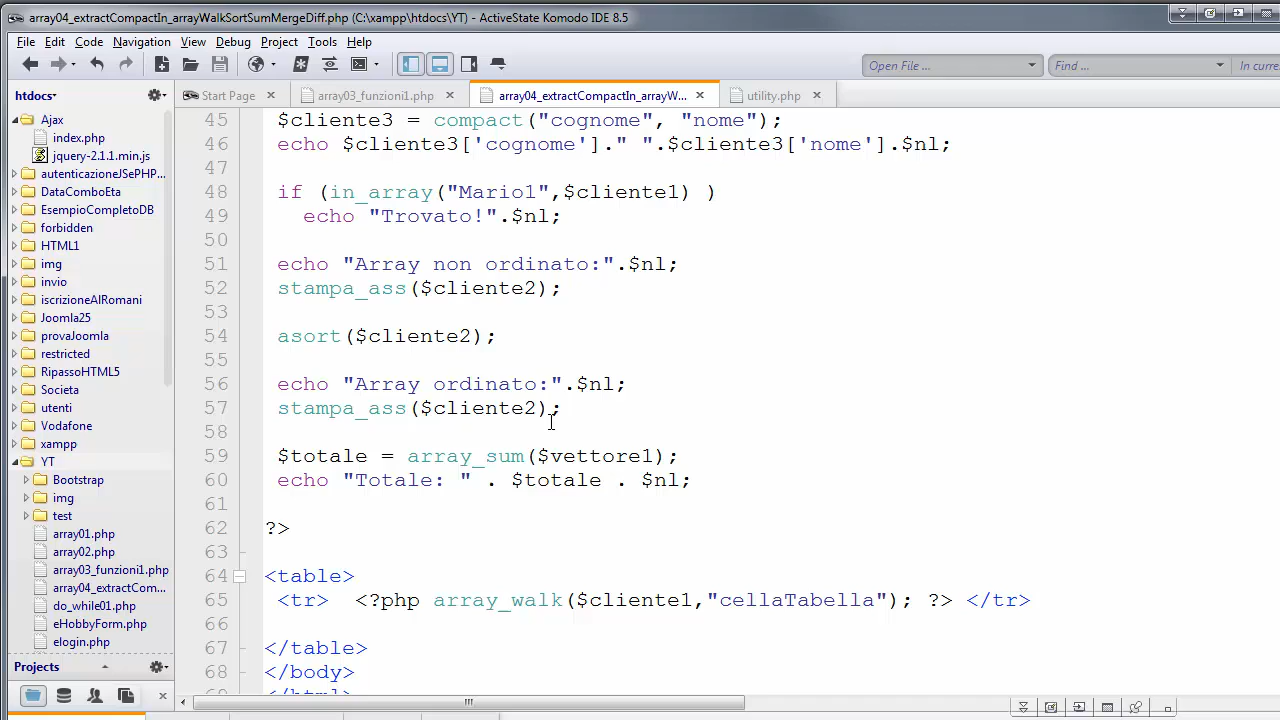 array04_extractCompactIn_arrayWalkSortSumMergeDiff.php (C:\xampp\htdocs\YT) - ActiveState Komodo IDE 8.5
File Edit Code Navigation View Debug Project Tools Help
Open File ... Find ... In curre
htdocs
Start Page array03_funzioni1.php array04_extractCompactIn_arrayW... utility.php
Ajax
index.php
jquery-2.1.1.min.js
autenticazioneJSePHP...
DataComboEta
EsempioCompletoDB
forbidden
HTML1
img
invio
iscrizioneAlRomani
Joomla25
provaJoomla
restricted
RipassoHTML5
Societa
utenti
Vodafone
xampp
YT
Bootstrap
img
test
array01.php
array02.php
array03_funzioni1.php
array04_extractCom...
do_while01.php
eHobbyForm.php
elogin.php
Projects
45 $cliente3 = compact("cognome", "nome");
46 echo $cliente3['cognome']." ".$cliente3['nome'].$nl;
47
48 if (in_array("Mario1",$cliente1) )
49 echo "Trovato!".$nl;
50
51 echo "Array non ordinato:".$nl;
52 stampa_ass($cliente2);
53
54 asort($cliente2);
55
56 echo "Array ordinato:".$nl;
57 stampa_ass($cliente2);
58
59 $totale = array_sum($vettore1);
60 echo "Totale: " . $totale . $nl;
61
62 ?>
63
64 <table>
65 <tr> <?php array_walk($cliente1,"cellaTabella"); ?> </tr>
66
67 </table>
68 </body>
</html>